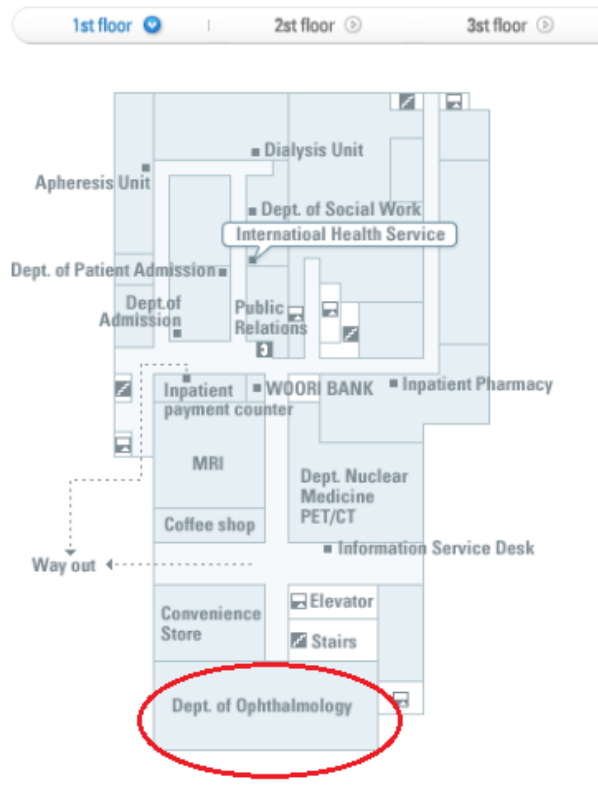 1st floor
2st floor
3st floor
Dialysis Unit
Apheresis Unit
Dept. of Social Work
Internatioal Health Service
Dept. of Patient Admission
Dept.of
Admission
Public
Relations
Inpatient
payment counter
WOORI BANK
Inpatient Pharmacy
MRI
Dept. Nuclear
Medicine
PET/CT
Coffee shop
Information Service Desk
Way out
Convenience
Store
Elevator
Stairs
Dept. of Ophthalmology